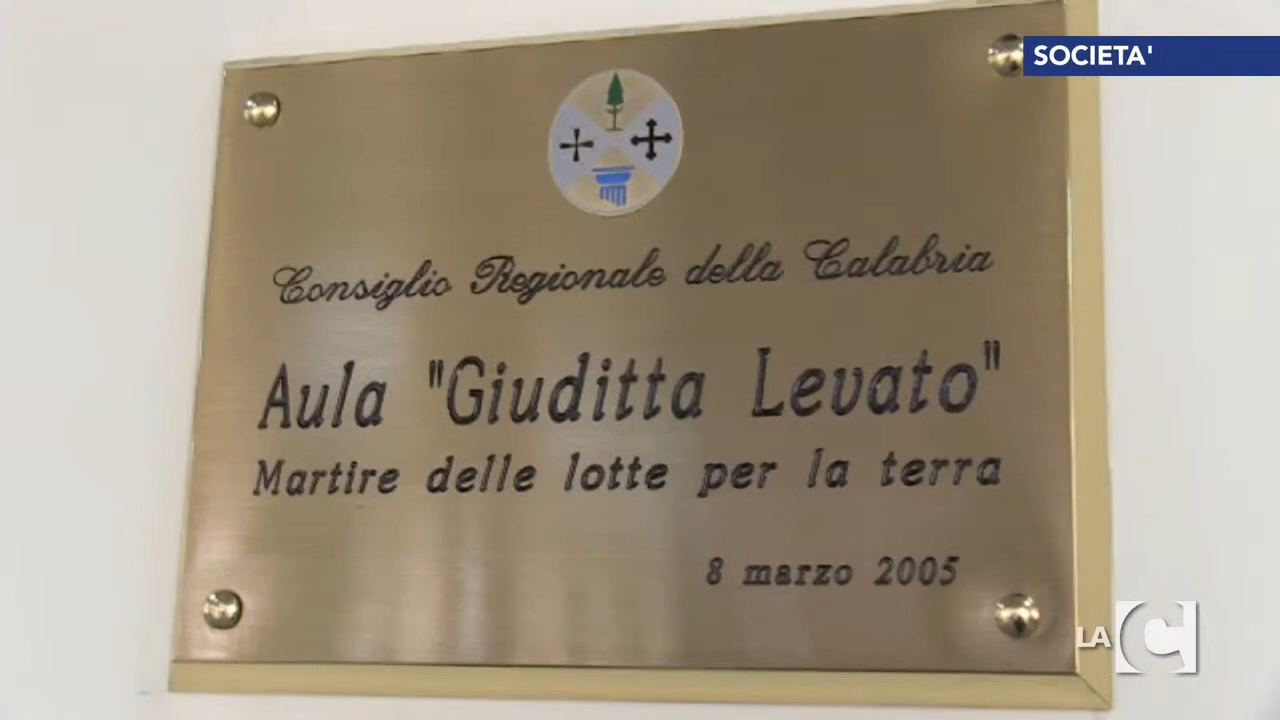 SOCIETA'
Consiglio Regionale della Calabria
Aula "Giuditta Levato"
Martire delle lotte per la terra
8 marzo 2005
LA C